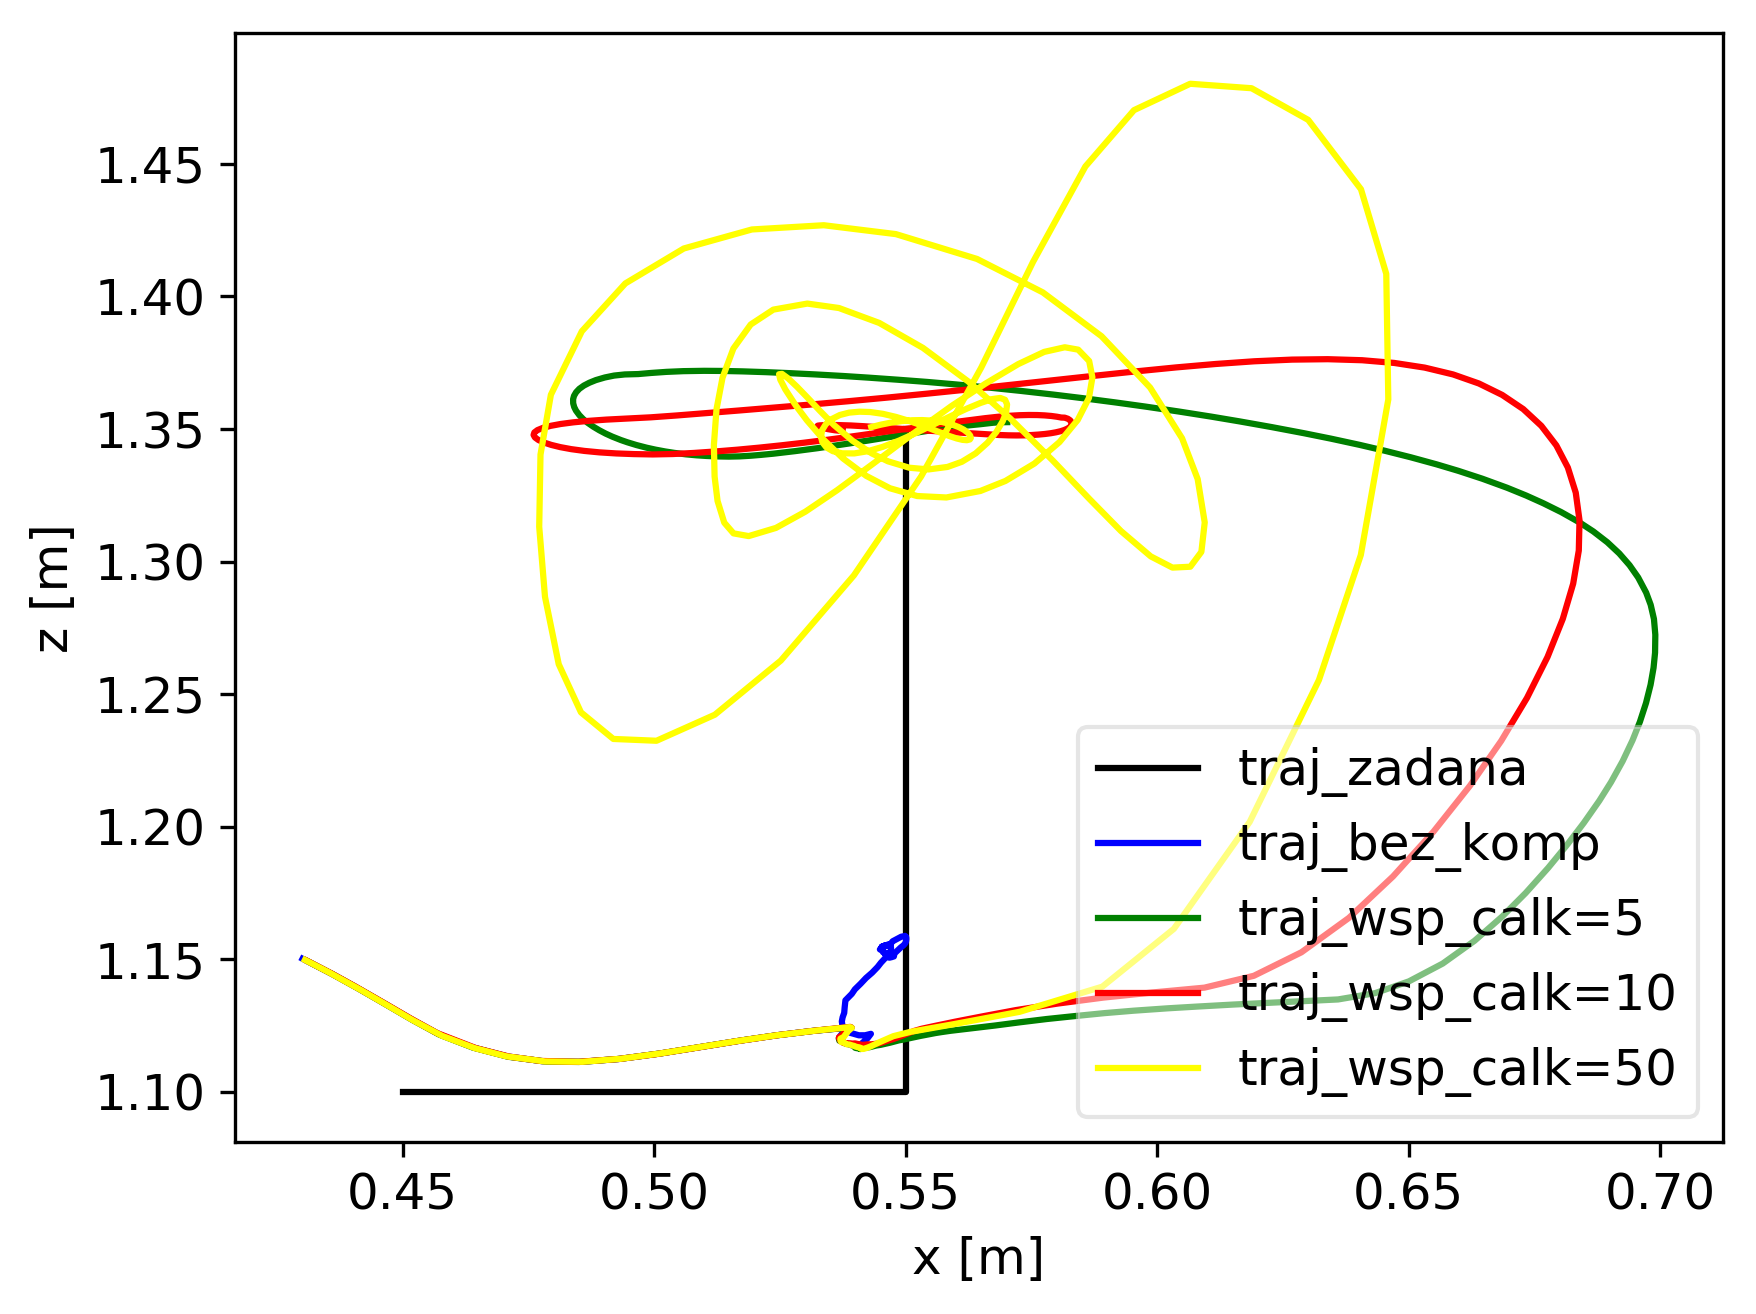 1.45
1.40
1.35
1.30
1.25
1.20
1.15
1.10
z [m]
traj_zadana
traj_bez_komp
traj_wsp_calk=5
traj_wsp_calk=10
traj_wsp_calk=50
0.45 0.50 0.55 0.60 0.65 0.70
x [m]